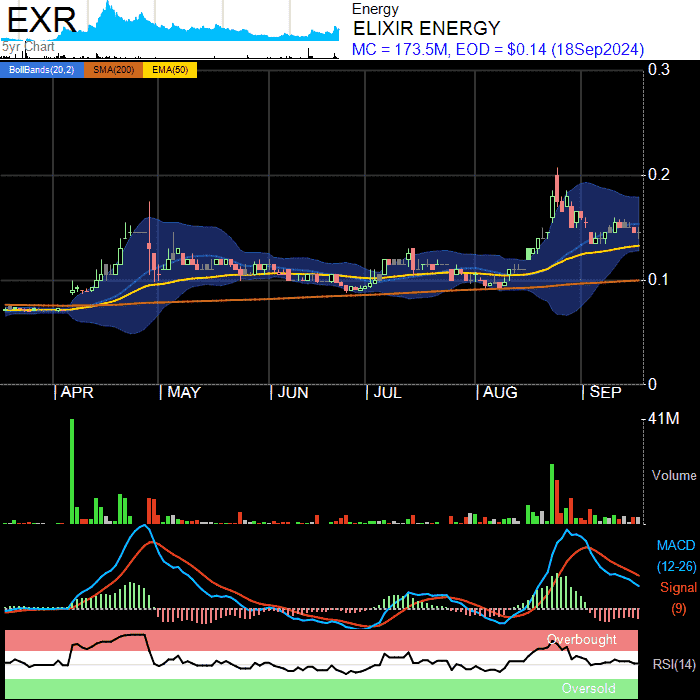 EXR
5yr Chart
Energy
ELIXIR ENERGY
MC = 173.5M, EOD = $0.14 (18Sep2024)
BollBands(20,2) SMA(200) EMA(50)
0.3
0.2
0.1
0
APR MAY JUN JUL AUG SEP
41M
Volume
MACD
(12-26)
Signal
(9)
Overbought
RSI(14)
Oversold